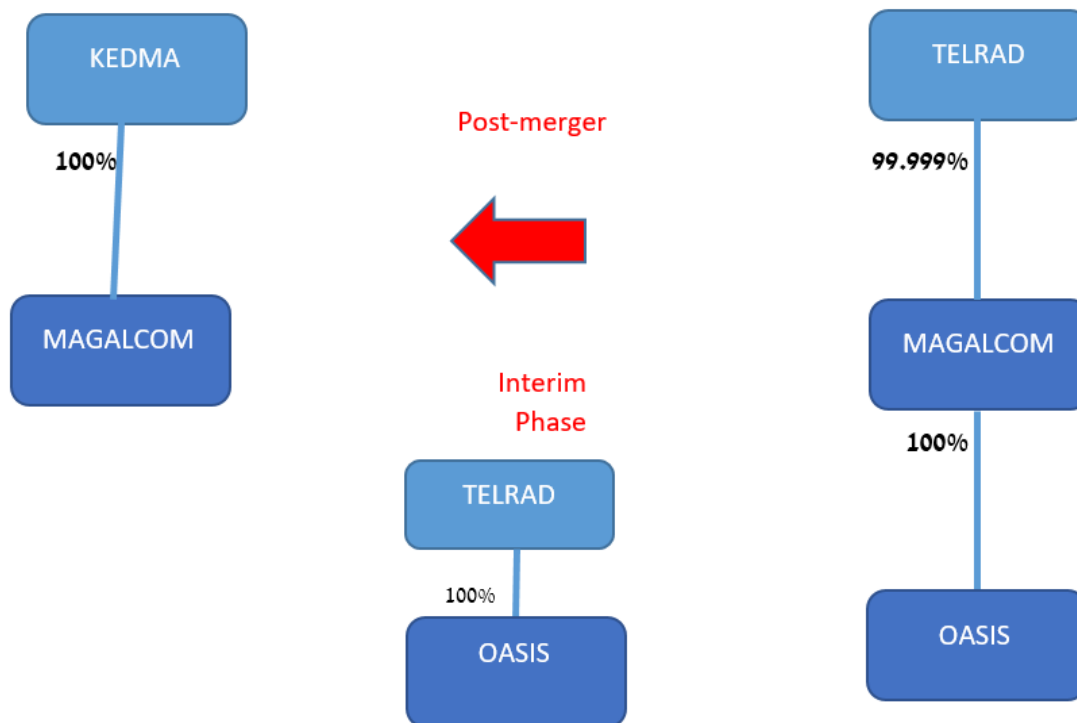 KEDMA
TELRAD
Post-merger
100%
99.999%
MAGALCOM
MAGALCOM
Interim
Phase
100%
TELRAD
100%
OASIS
OASIS